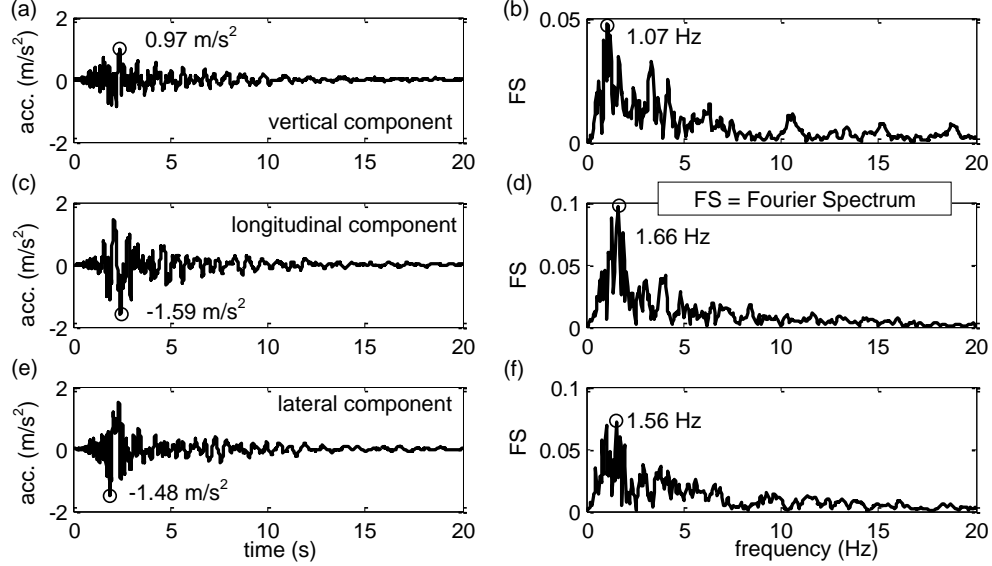 (a)
2
0
-2
acc. (m/s²)
0.97 m/s²
vertical component
0 5 10 15 20
(b)
0.05
0
FS
1.07 Hz
0 5 10 15 20
(c)
2
0
-2
acc. (m/s²)
longitudinal component
-1.59 m/s²
0 5 10 15 20
(d)
0.1
0.05
0
FS
FS = Fourier Spectrum
1.66 Hz
0 5 10 15 20
(e)
2
0
-2
acc. (m/s²)
lateral component
-1.48 m/s²
0 5 10 15 20
time (s)
(f)
0.1
0.05
0
FS
1.56 Hz
0 5 10 15 20
frequency (Hz)